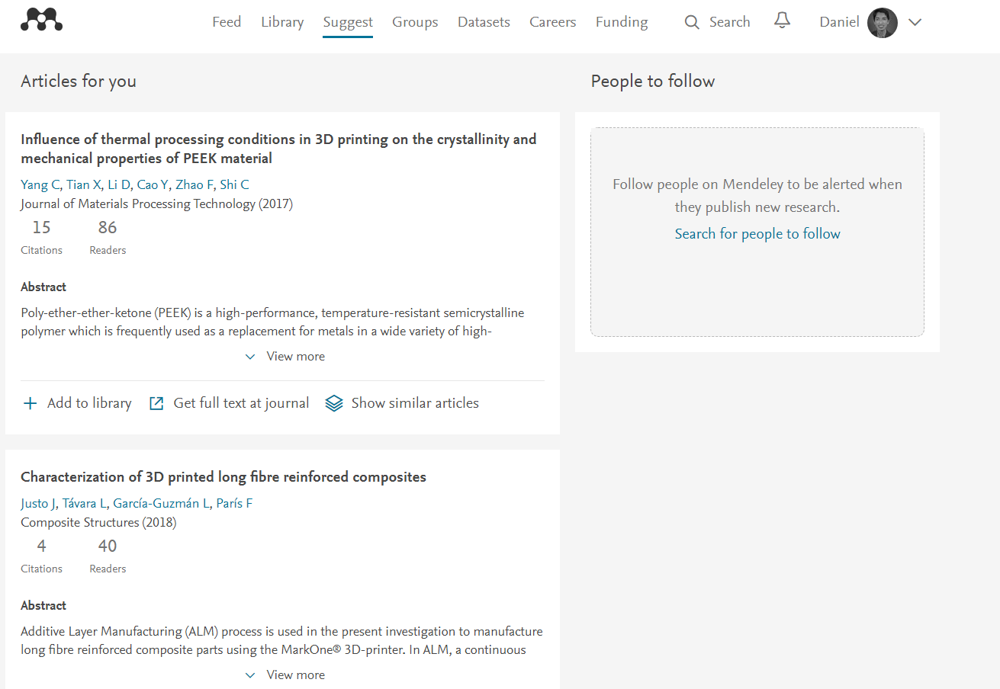 Feed Library Suggest Groups Datasets Careers Funding Search Daniel
Articles for you
Influence of thermal processing conditions in 3D printing on the crystallinity and
mechanical properties of PEEK material
Yang C, Tian X, Li D, Cao Y, Zhao F, Shi C
Journal of Materials Processing Technology (2017)
15 86
Citations Readers
Abstract
Poly-ether-ether-ketone (PEEK) is a high-performance, temperature-resistant semicrystalline
polymer which is frequently used as a replacement for metals in a wide variety of high-
View more
Add to library Get full text at journal Show similar articles
Characterization of 3D printed long fibre reinforced composites
Justo J, Távara L, García-Guzmán L, París F
Composite Structures (2018)
4 40
Citations Readers
Abstract
Additive Layer Manufacturing (ALM) process is used in the present investigation to manufacture
long fibre reinforced composite parts using the MarkOne® 3D-printer. In ALM, a continuous
View more
People to follow
Follow people on Mendeley to be alerted when
they publish new research.
Search for people to follow